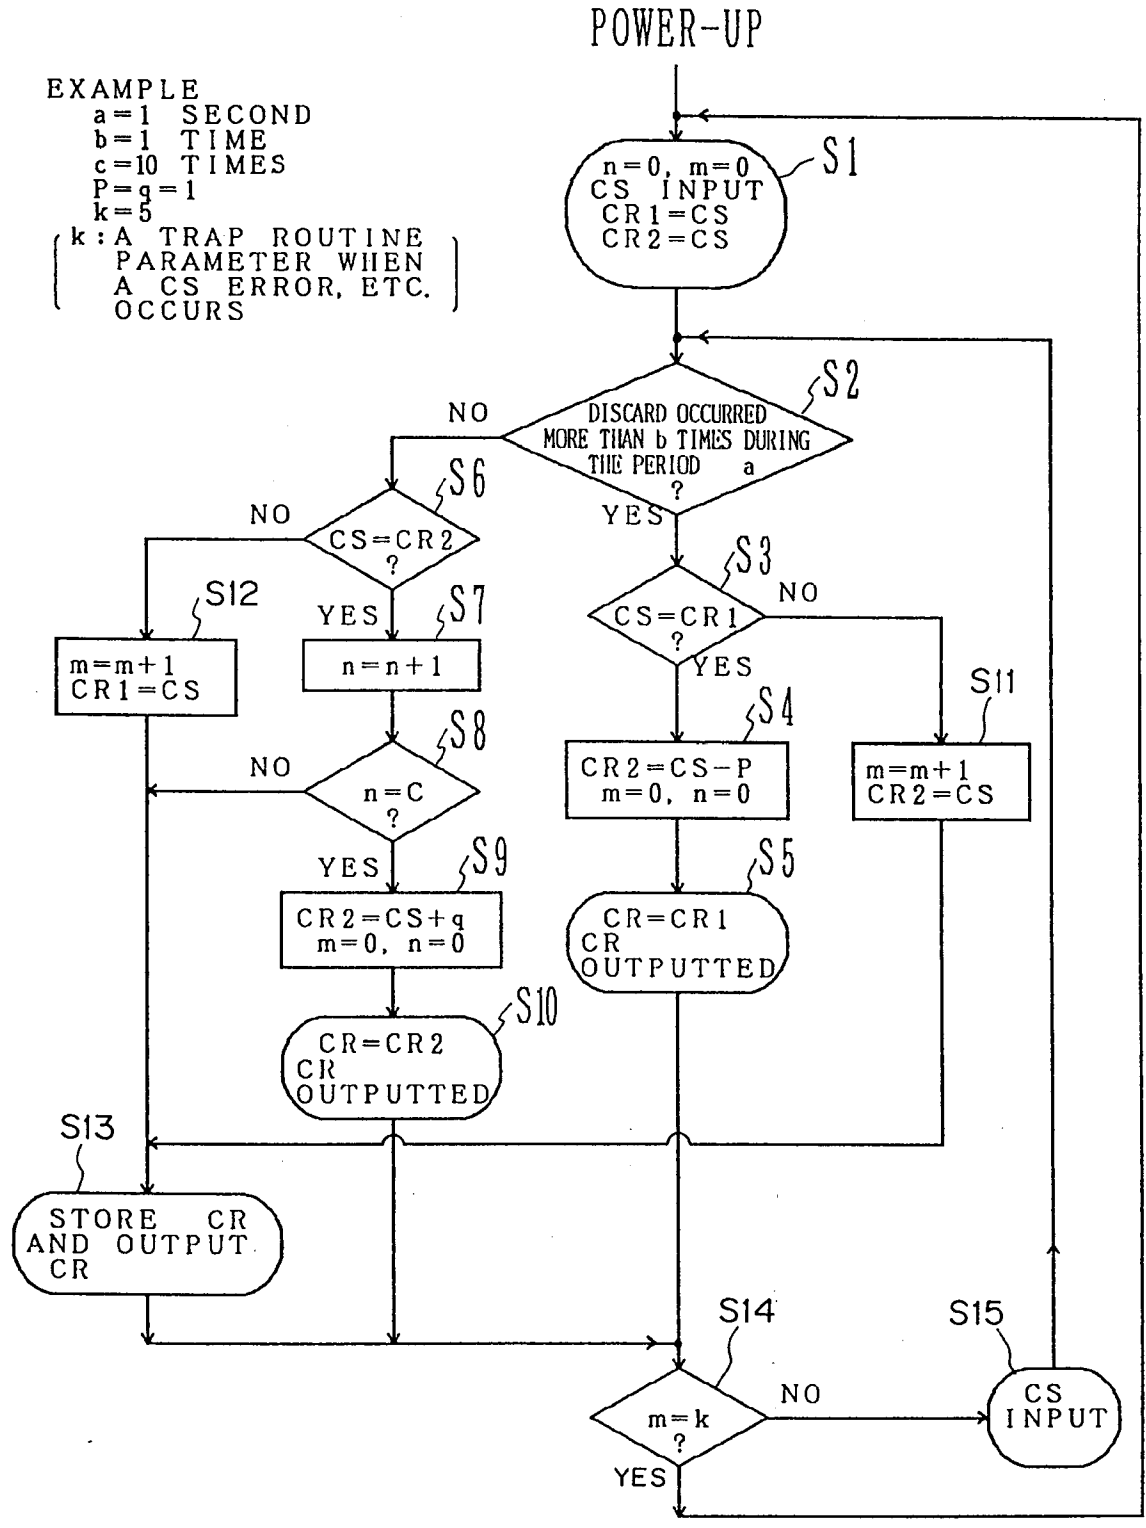 POWER-UP
EXAMPLE
a=1 SECOND
b=1 TIME
c=10 TIMES
P=q=1
k=5
k:A TRAP ROUTINE
PARAMETER WHEN
A CS ERROR, ETC.
OCCURS
S1
n=0, m=0
CS INPUT
CR1=CS
CR2=CS
S2
DISCARD OCCURRED
MORE THAN b TIMES DURING
THE PERIOD a
?
NO
YES
S6
CS=CR2
?
NO
YES
S3
CS=CR1
?
NO
YES
S12
m=m+1
CR1=CS
S7
n=n+1
S4
CR2=CS-P
m=0, n=0
S11
m=m+1
CR2=CS
S8
n=C
?
NO
YES
S9
CR2=CS+q
m=0, n=0
S5
CR=CR1
CR
OUTPUTTED
S10
CR=CR2
CR
OUTPUTTED
S13
STORE CR
AND OUTPUT
CR
S14
m=k
?
NO
YES
S15
CS
INPUT